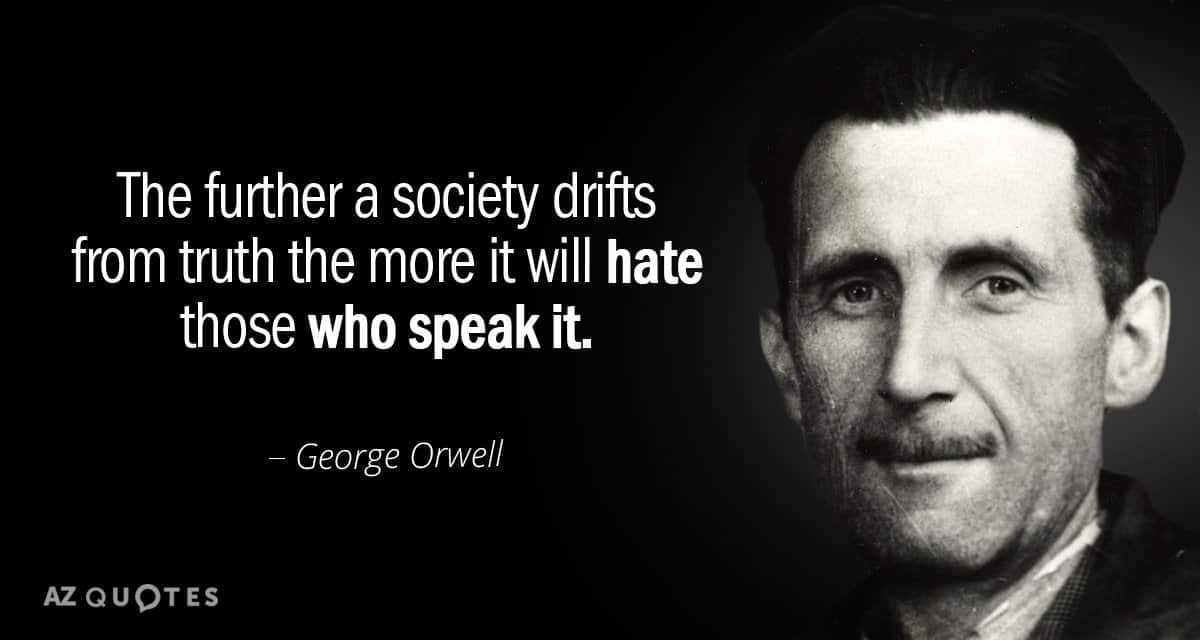 The further a society drifts
from truth the more it will hate
those who speak it.
– George Orwell
AZ QUOTES